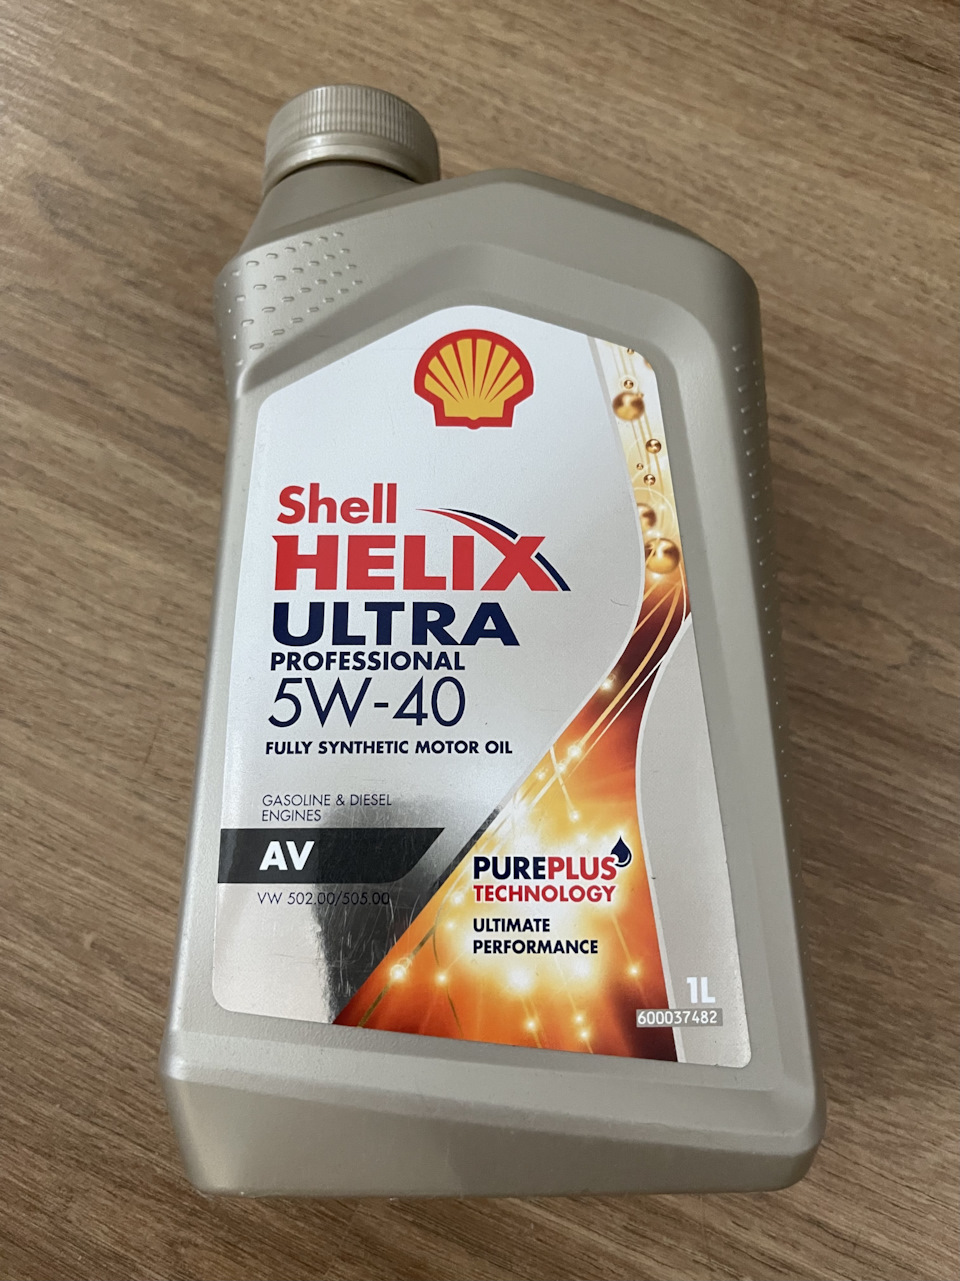 Shell
HELIX
ULTRA
PROFESSIONAL
5W-40
FULLY SYNTHETIC MOTOR OIL
GASOLINE & DIESEL
ENGINES
AV
VW 502.00/505.00
PUREPLUS
TECHNOLOGY
ULTIMATE
PERFORMANCE
1L
600037482